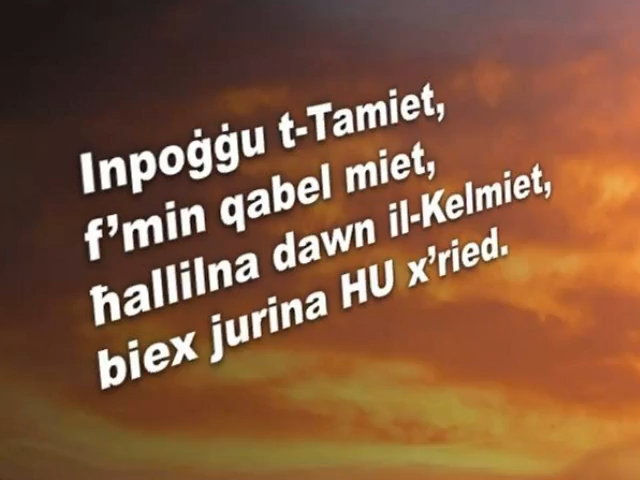 Inpoġġu t-Tamiet,
f’min qabel miet,
ħallilna dawn il-Kelmiet,
biex jurina HU x’ried.